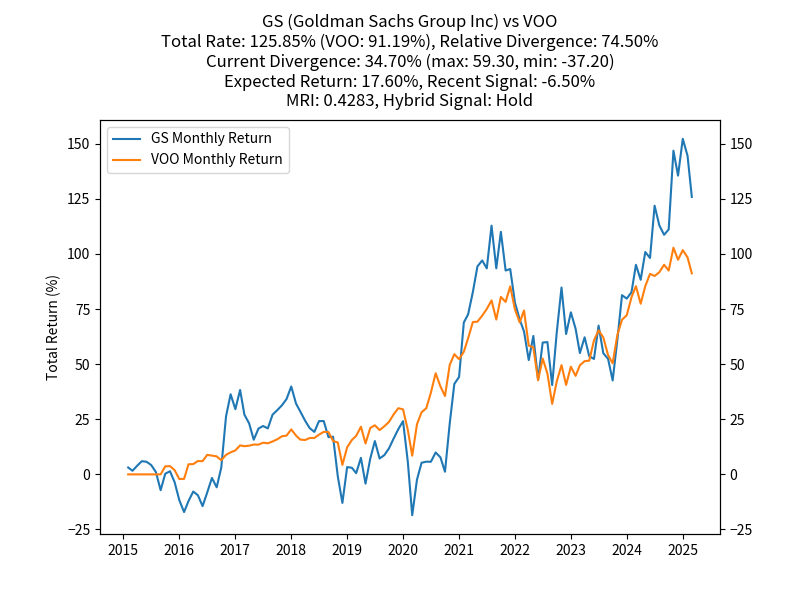 GS (Goldman Sachs Group Inc) vs VOO
Total Rate: 125.85% (VOO: 91.19%), Relative Divergence: 74.50%
Current Divergence: 34.70% (max: 59.30, min: -37.20)
Expected Return: 17.60%, Recent Signal: -6.50%
MRI: 0.4283, Hybrid Signal: Hold
GS Monthly Return
VOO Monthly Return
Total Return (%)
150
125
100
75
50
25
0
−25
150
125
100
75
50
25
0
−25
2015 2016 2017 2018 2019 2020 2021 2022 2023 2024 2025